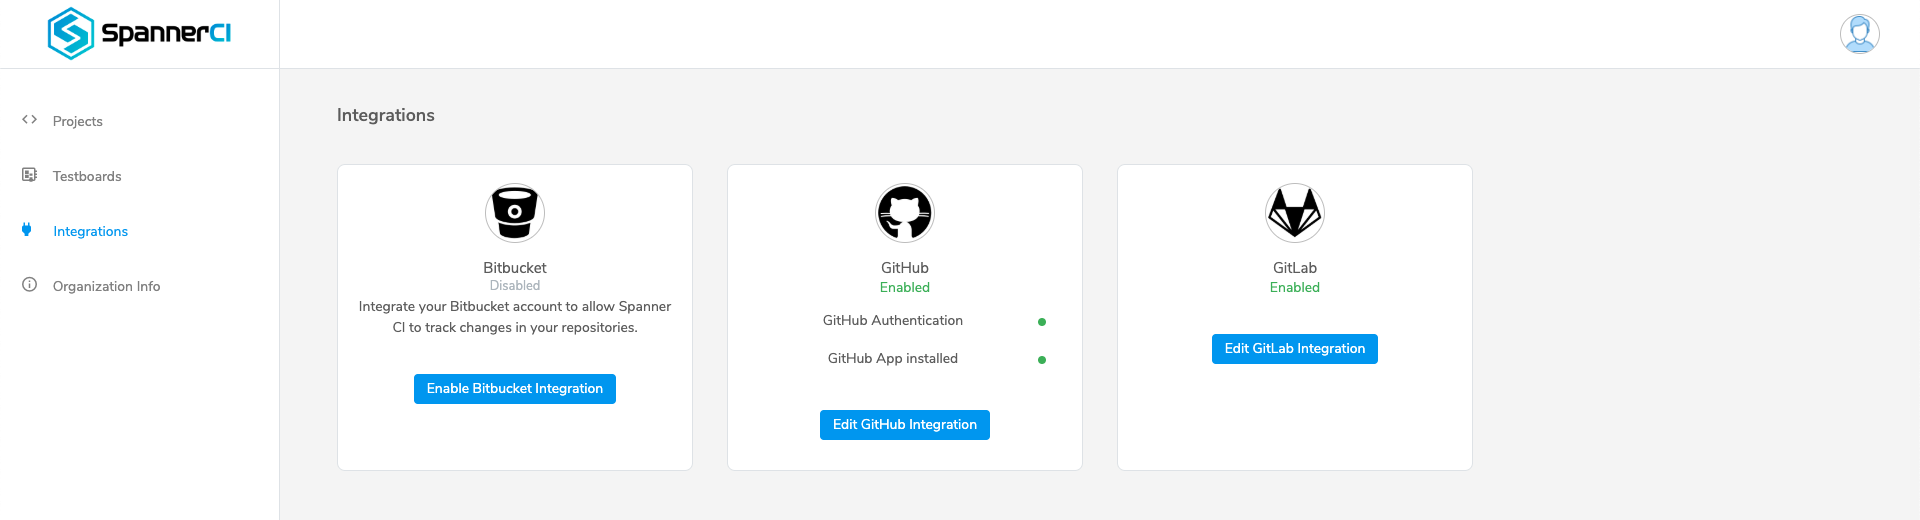 SpannerCI
Projects
Testboards
Integrations
Organization Info
Integrations
Bitbucket
Disabled
Integrate your Bitbucket account to allow Spanner
CI to track changes in your repositories.
Enable Bitbucket Integration
GitHub
Enabled
GitHub Authentication
GitHub App installed
Edit GitHub Integration
GitLab
Enabled
Edit GitLab Integration